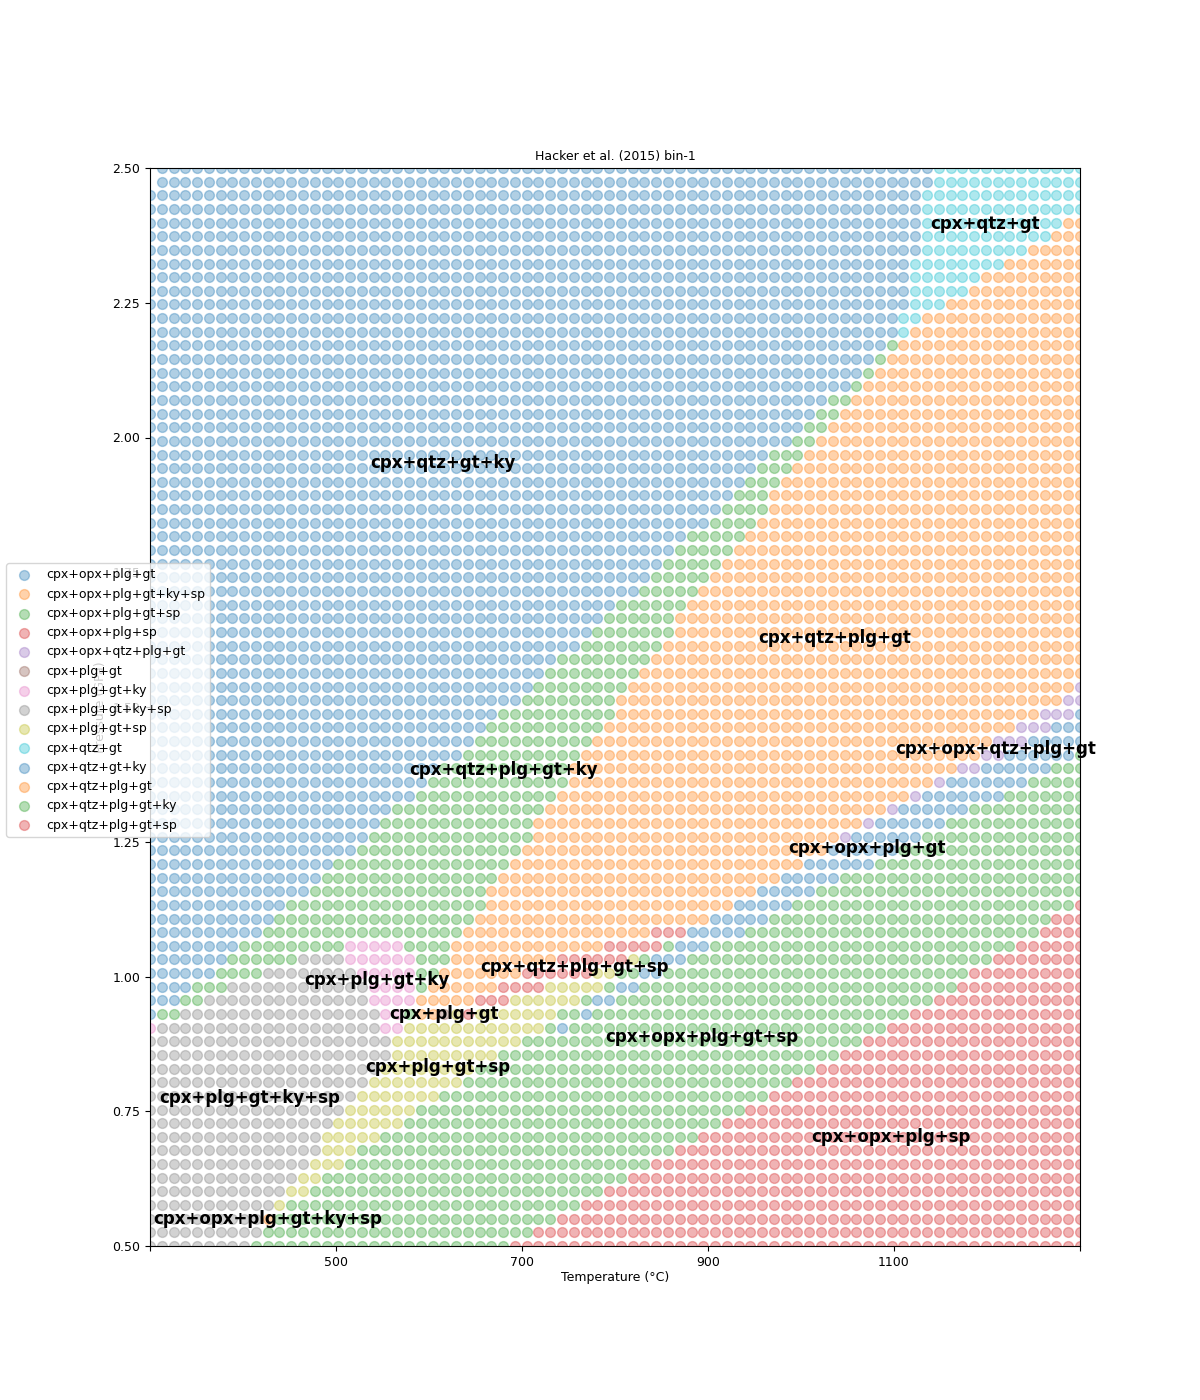 Hacker et al. (2015) bin-1
2.50
cpx+qtz+gt
2.25
2.00
cpx+qtz+gt+ky
cpx+opx+plg+gt
cpx+opx+plg+gt+ky+sp
cpx+opx+plg+gt+sp
cpx+opx+plg+sp
cpx+opx+qtz+plg+gt
cpx+plg+gt
cpx+plg+gt+ky
cpx+plg+gt+ky+sp
cpx+plg+gt+sp
cpx+qtz+gt
cpx+qtz+gt+ky
cpx+qtz+plg+gt
cpx+qtz+plg+gt+ky
cpx+qtz+plg+gt+sp
cpx+qtz+plg+gt
cpx+opx+qtz+plg+gt
cpx+qtz+plg+gt+ky
1.25
cpx+opx+plg+gt
cpx+qtz+plg+gt+sp
1.00
cpx+plg+gt+ky
cpx+plg+gt
cpx+opx+plg+gt+sp
cpx+plg+gt+sp
cpx+plg+gt+ky+sp
0.75
cpx+opx+plg+sp
cpx+opx+plg+gt+ky+sp
0.50
500 700 900 1100
Temperature (°C)